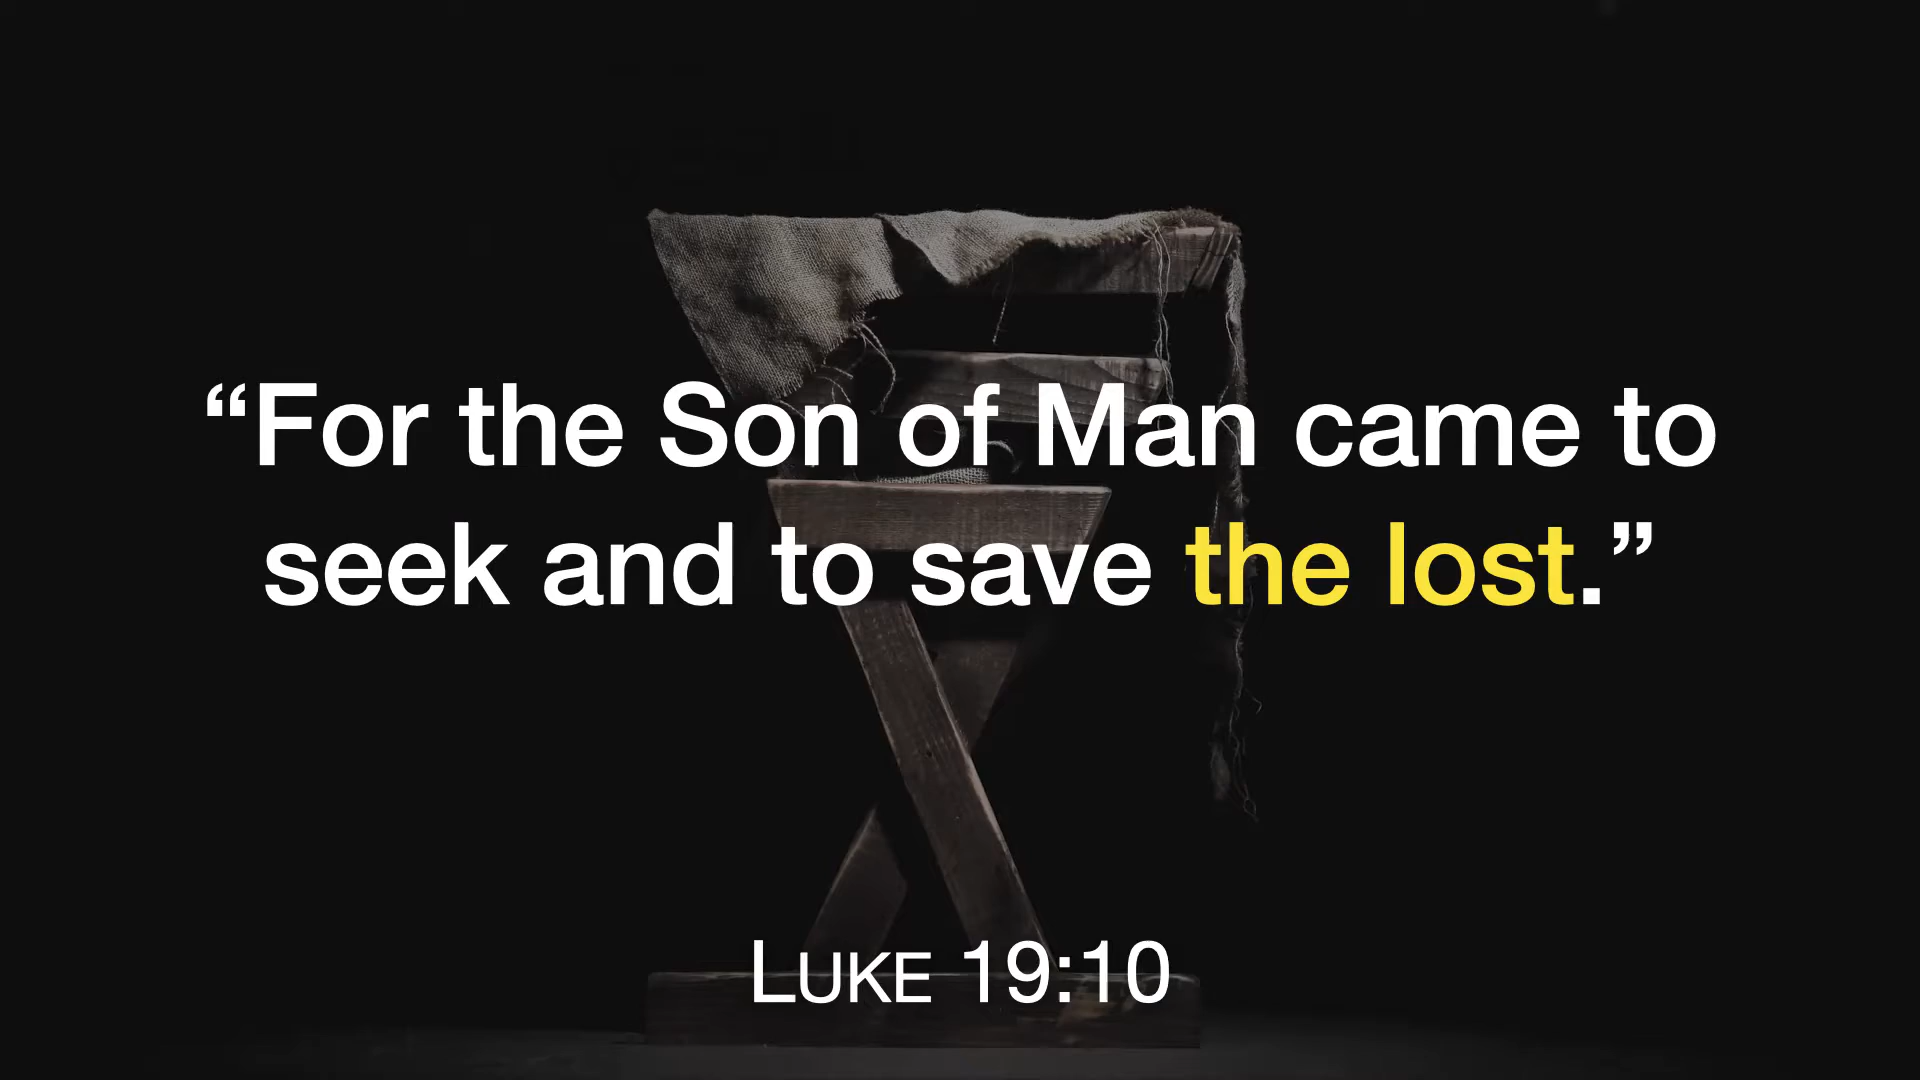 “For the Son of Man came to
seek and to save the lost.”
LUKE 19:10